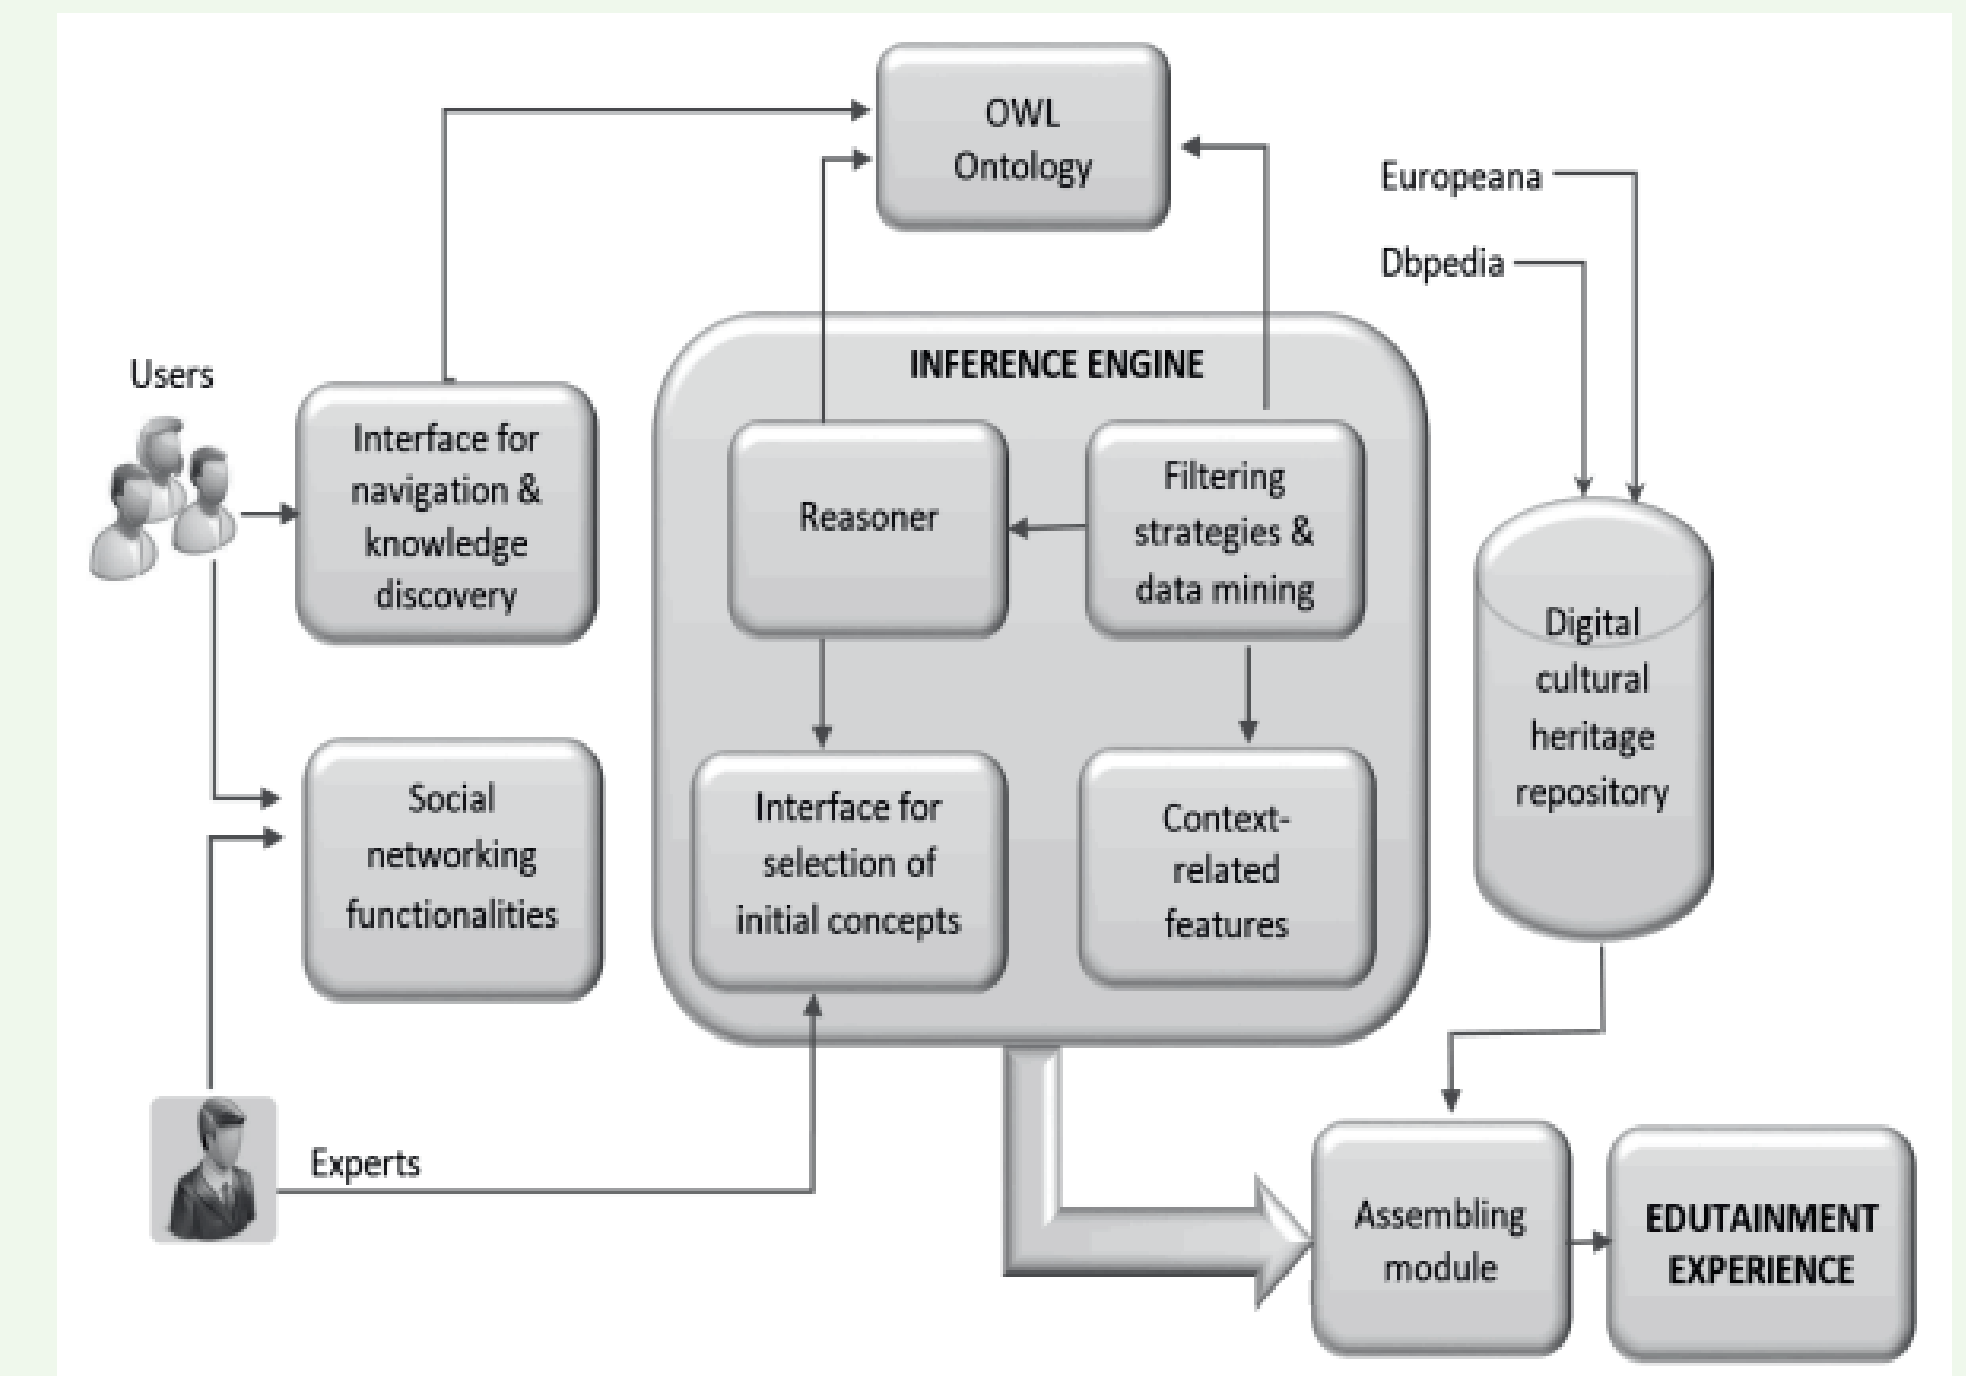 OWL
Ontology
Europeana
Dbpedia
Users
INFERENCE ENGINE
Interface for
navigation &
knowledge
discovery
Reasoner
Filtering
strategies &
data mining
Digital
cultural
heritage
repository
Social
networking
functionalities
Interface for
selection of
initial concepts
Context-
related
features
Experts
Assembling
module
EDUTAINMENT
EXPERIENCE